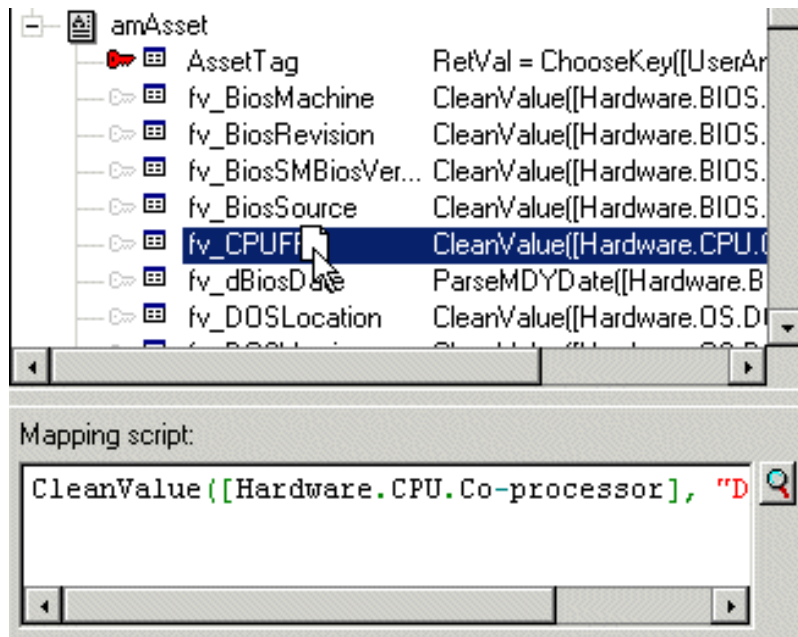 amAsset
AssetTag RetVal = ChooseKey([UserAr
fv_BiosMachine CleanValue([Hardware.BIOS.
fv_BiosRevision CleanValue([Hardware.BIOS.
fv_BiosSMBiosVer... CleanValue([Hardware.BIOS.
fv_BiosSource CleanValue([Hardware.BIOS.
fv_CPUF CleanValue([Hardware.CPU.C
fv_dBiosDate ParseMDYDate([Hardware.B
fv_DOSLocation CleanValue([Hardware.OS.D
Mapping script:
CleanValue([Hardware.CPU.Co-processor], "D